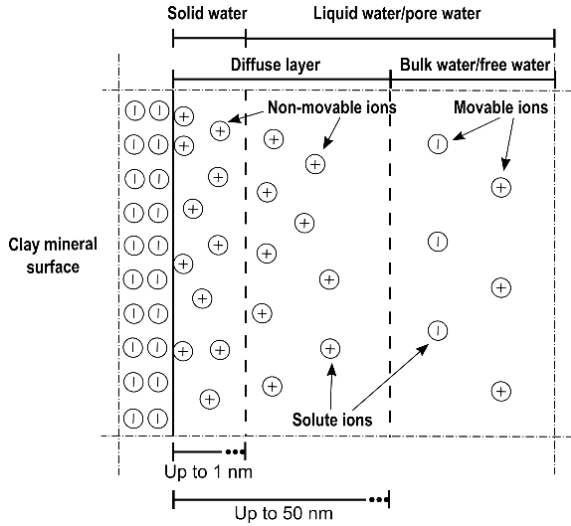 Solid water
Liquid water/pore water
Diffuse layer
Bulk water/free water
Non-movable ions
Movable ions
Clay mineral
surface
Solute ions
Up to 1 nm
Up to 50 nm